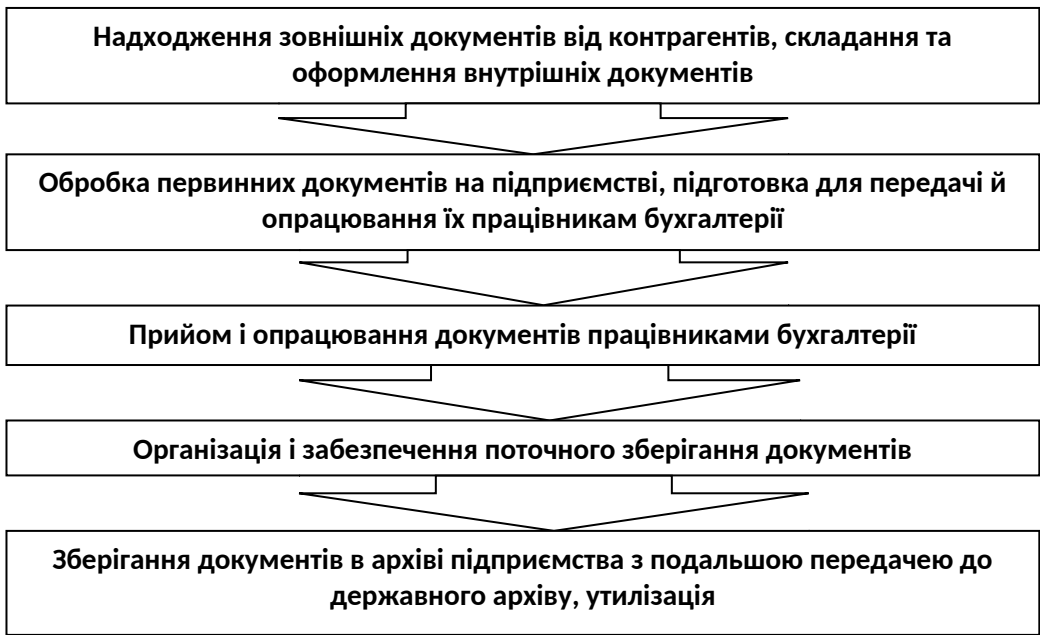 Надходження зовнішніх документів від контрагентів, складання та
оформлення внутрішніх документів
Обробка первинних документів на підприємстві, підготовка для передачі й
опрацювання їх працівникам бухгалтерії
Прийом і опрацювання документів працівниками бухгалтерії
Організація і забезпечення поточного зберігання документів
Зберігання документів в архіві підприємства з подальшою передачею до
державного архіву, утилізація